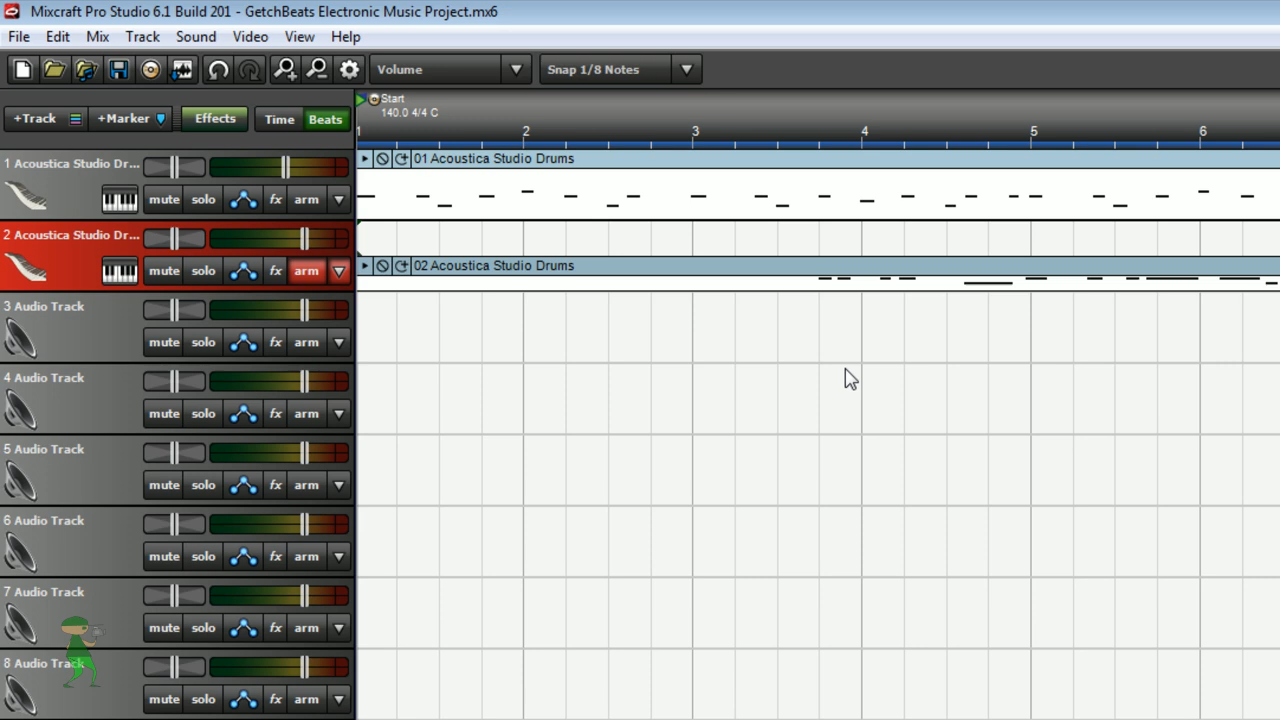 Mixcraft Pro Studio 6.1 Build 201 - GetchBeats Electronic Music Project.mx6
File Edit Mix Track Sound Video View Help
Volume Snap 1/8 Notes
+Track +Marker Effects Time Beats
Start
140.0 4/4 C
1 2 3 4 5 6
1 Acoustica Studio Dr...
mute solo fx arm
01 Acoustica Studio Drums
2 Acoustica Studio Dr...
mute solo fx arm
02 Acoustica Studio Drums
3 Audio Track
mute solo fx arm
4 Audio Track
mute solo fx arm
5 Audio Track
mute solo fx arm
6 Audio Track
mute solo fx arm
7 Audio Track
mute solo fx arm
8 Audio Track
mute solo fx arm